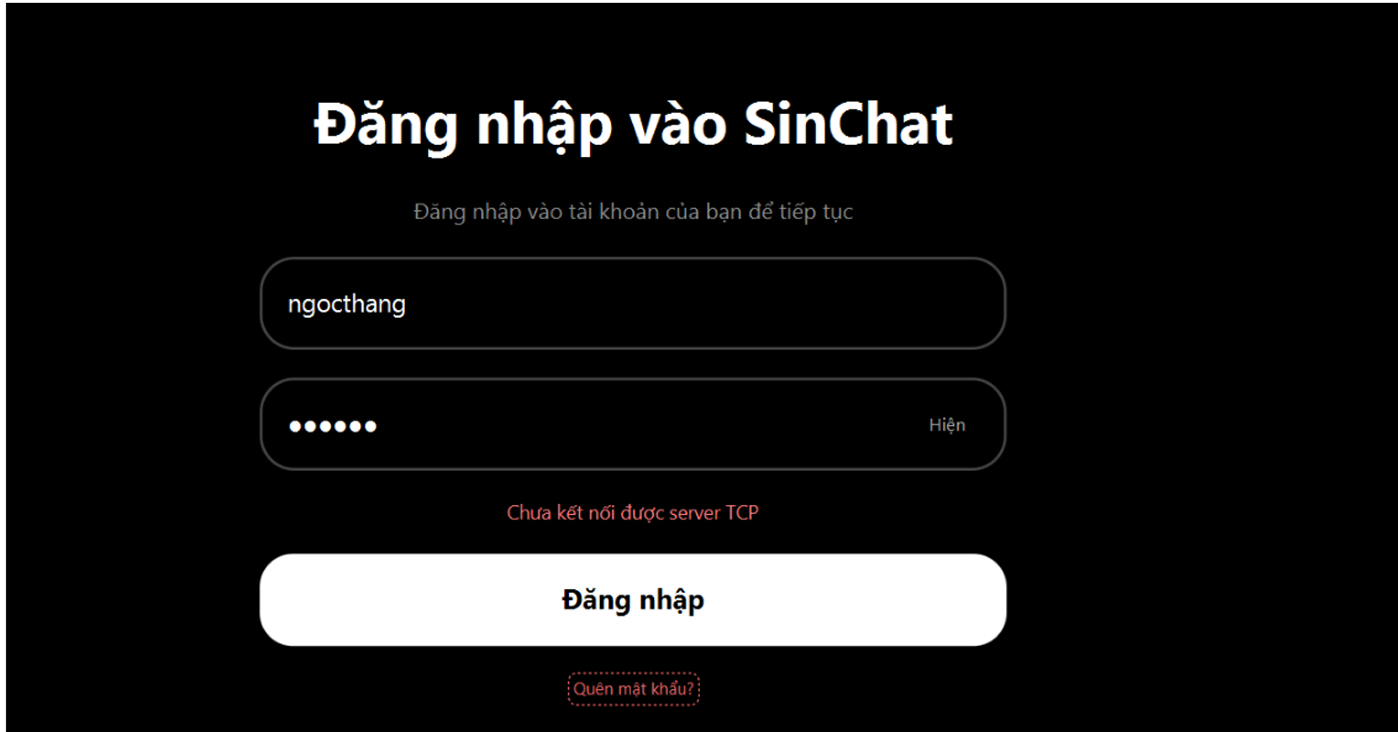 Đăng nhập vào SinChat
Đăng nhập vào tài khoản của bạn để tiếp tục
ngocthang
●●●●●● Hiện
Chưa kết nối được server TCP
Đăng nhập
Quên mật khẩu?